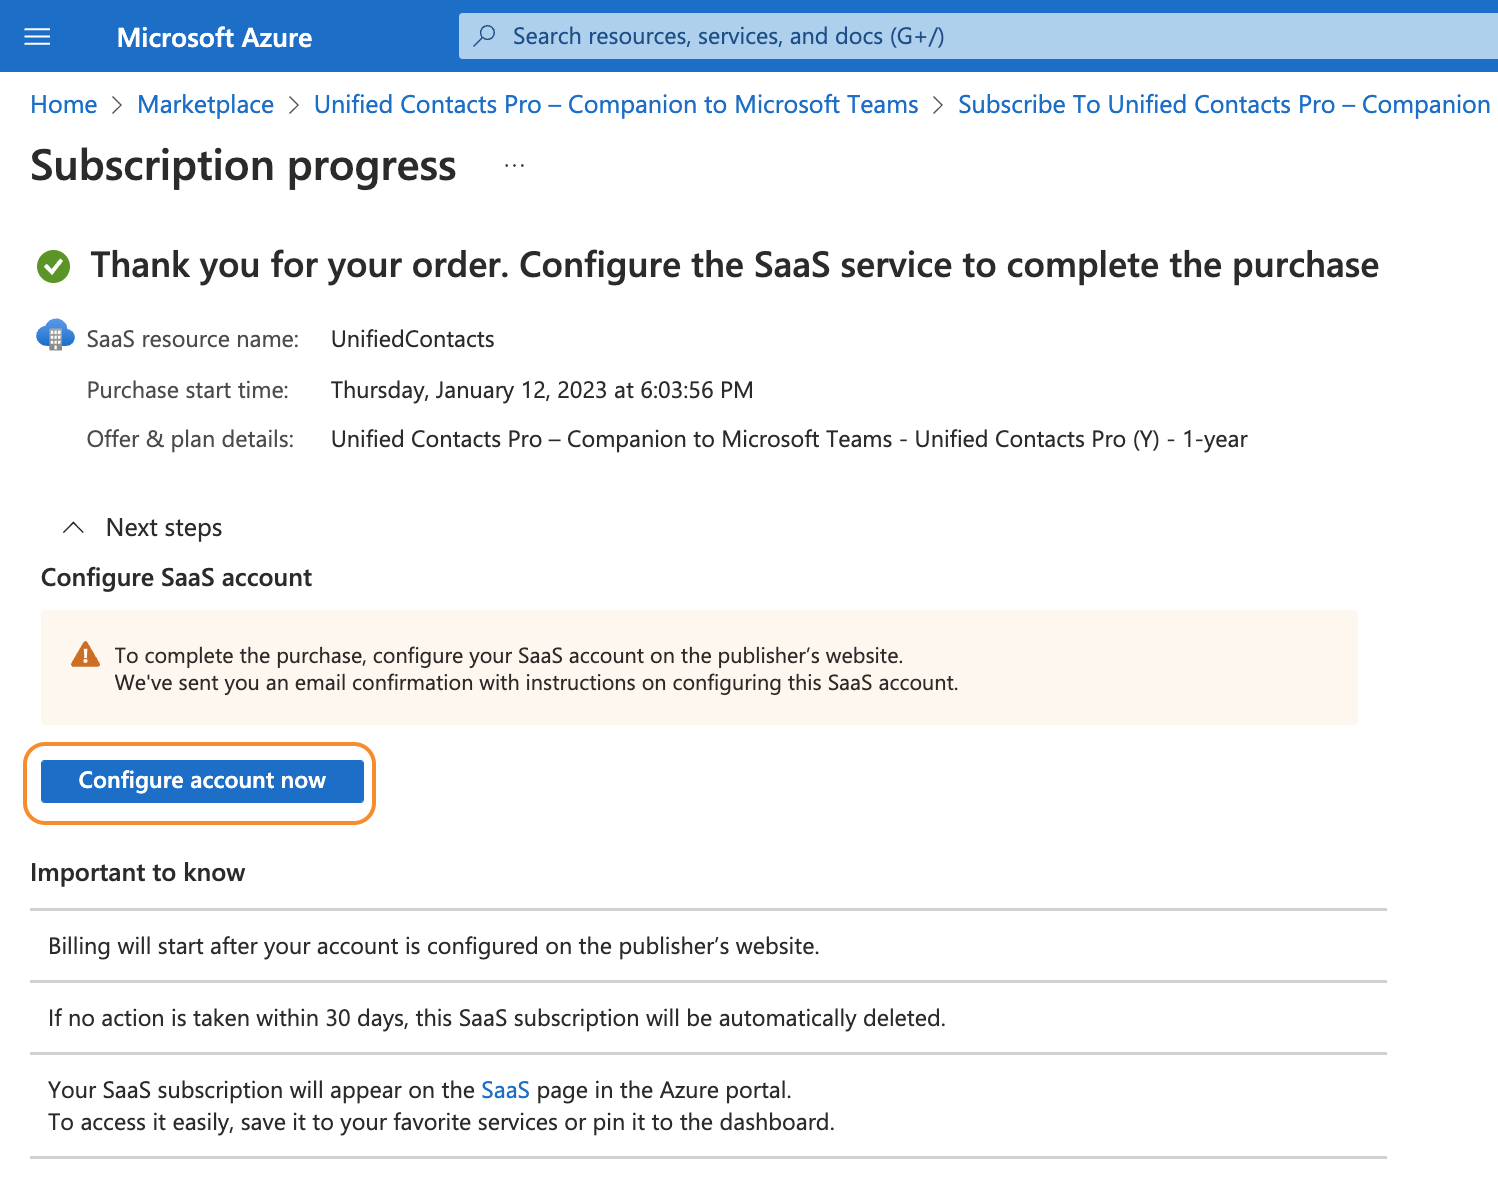 Microsoft Azure
Search resources, services, and docs (G+/)
Home > Marketplace > Unified Contacts Pro – Companion to Microsoft Teams > Subscribe To Unified Contacts Pro – Companion
Subscription progress ...
Thank you for your order. Configure the SaaS service to complete the purchase
SaaS resource name: UnifiedContacts
Purchase start time: Thursday, January 12, 2023 at 6:03:56 PM
Offer & plan details: Unified Contacts Pro – Companion to Microsoft Teams - Unified Contacts Pro (Y) - 1-year
Next steps
Configure SaaS account
To complete the purchase, configure your SaaS account on the publisher’s website.
We've sent you an email confirmation with instructions on configuring this SaaS account.
Configure account now
Important to know
Billing will start after your account is configured on the publisher’s website.
If no action is taken within 30 days, this SaaS subscription will be automatically deleted.
Your SaaS subscription will appear on the SaaS page in the Azure portal.
To access it easily, save it to your favorite services or pin it to the dashboard.